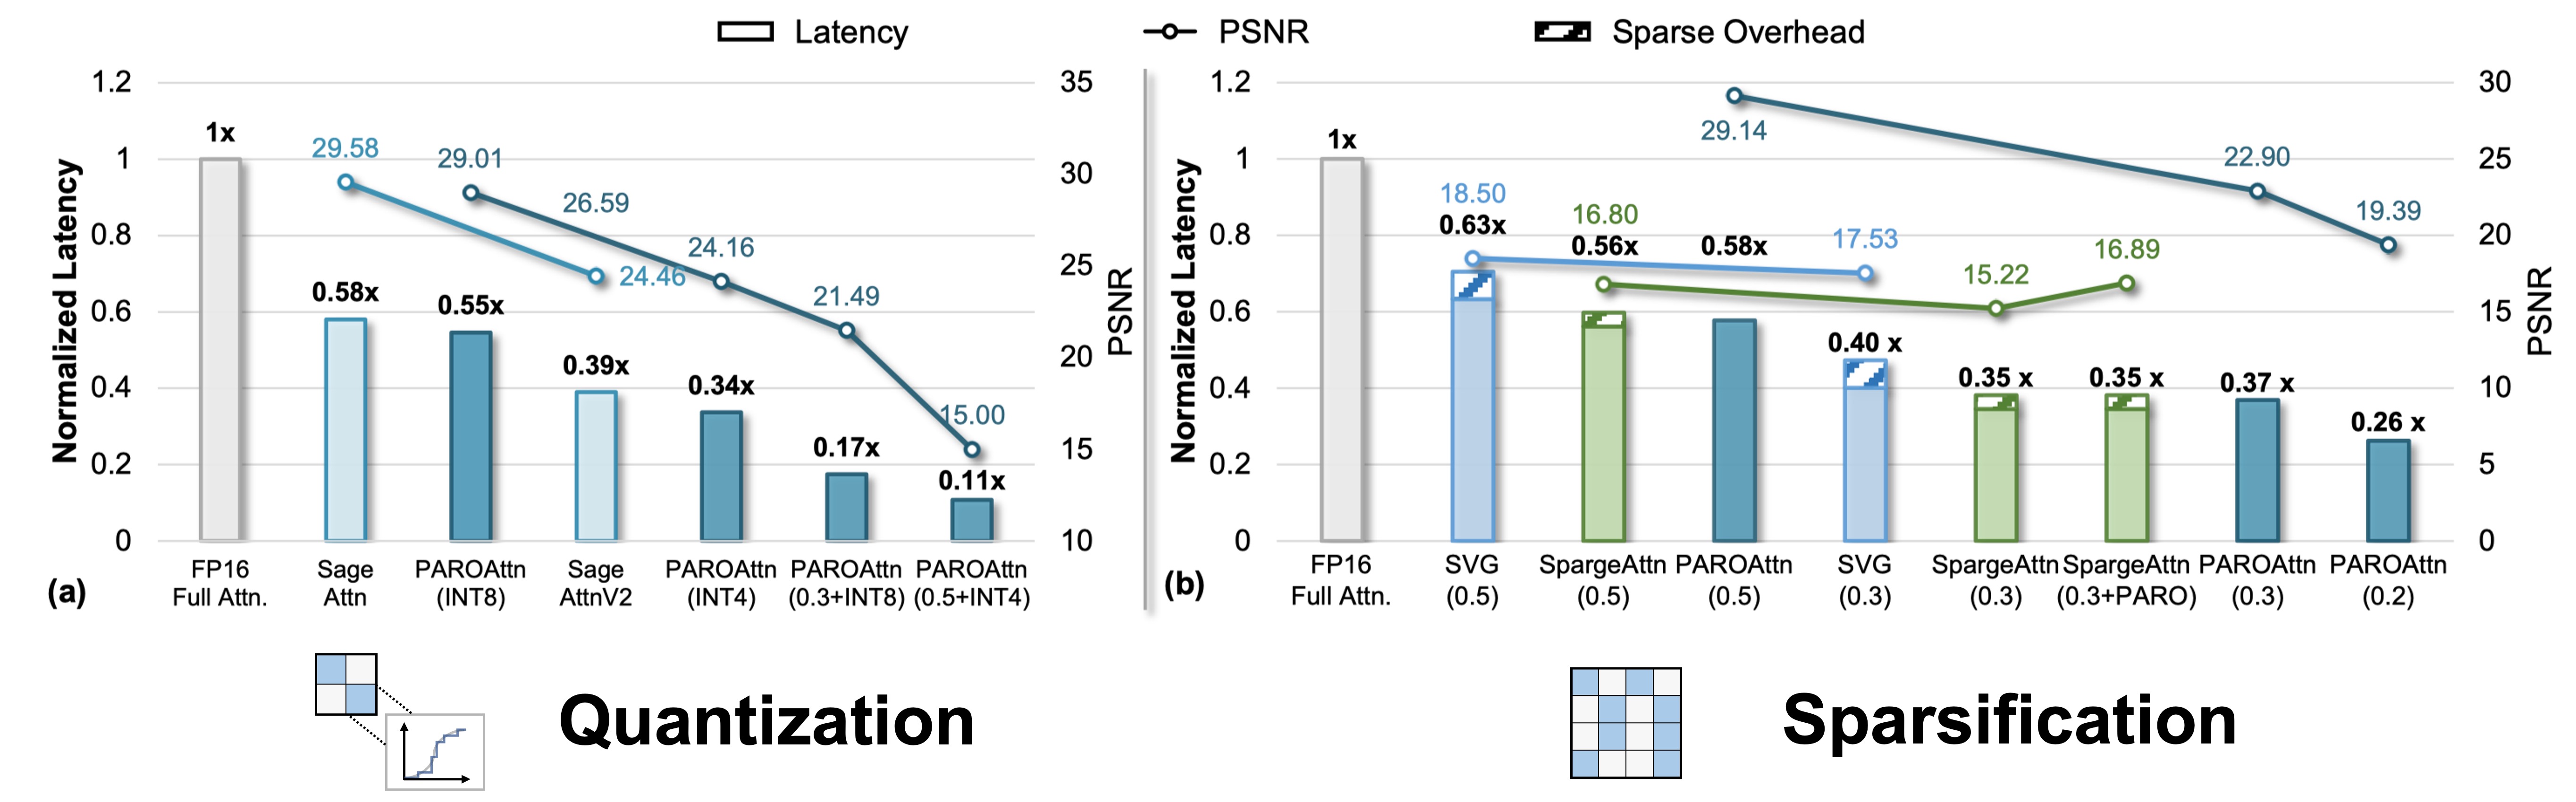 Latency PSNR Sparse Overhead
1.2
1
0.8
0.6
0.4
0.2
0
Normalized Latency
35
30
25
20
15
10
PSNR
1x
29.58
29.01
26.59
24.16
24.46
21.49
15.00
0.58x
0.55x
0.39x
0.34x
0.17x
0.11x
FP16
Full Attn.
Sage
Attn
PAROAttn
(INT8)
Sage
AttnV2
PAROAttn
(INT4)
PAROAttn
(0.3+INT8)
PAROAttn
(0.5+INT4)
(a)
1.2
1
0.8
0.6
0.4
0.2
0
Normalized Latency
30
25
20
15
10
5
0
PSNR
1x
18.50
0.63x
16.80
0.56x
29.14
0.58x
17.53
0.40 x
15.22
0.35 x
16.89
0.35 x
22.90
0.37 x
19.39
0.26 x
FP16
Full Attn.
SVG
(0.5)
SpargeAttn
(0.5)
PAROAttn
(0.5)
SVG
(0.3)
SpargeAttn
(0.3)
SpargeAttn
(0.3+PARO)
PAROAttn
(0.3)
PAROAttn
(0.2)
(b)
Quantization
Sparsification